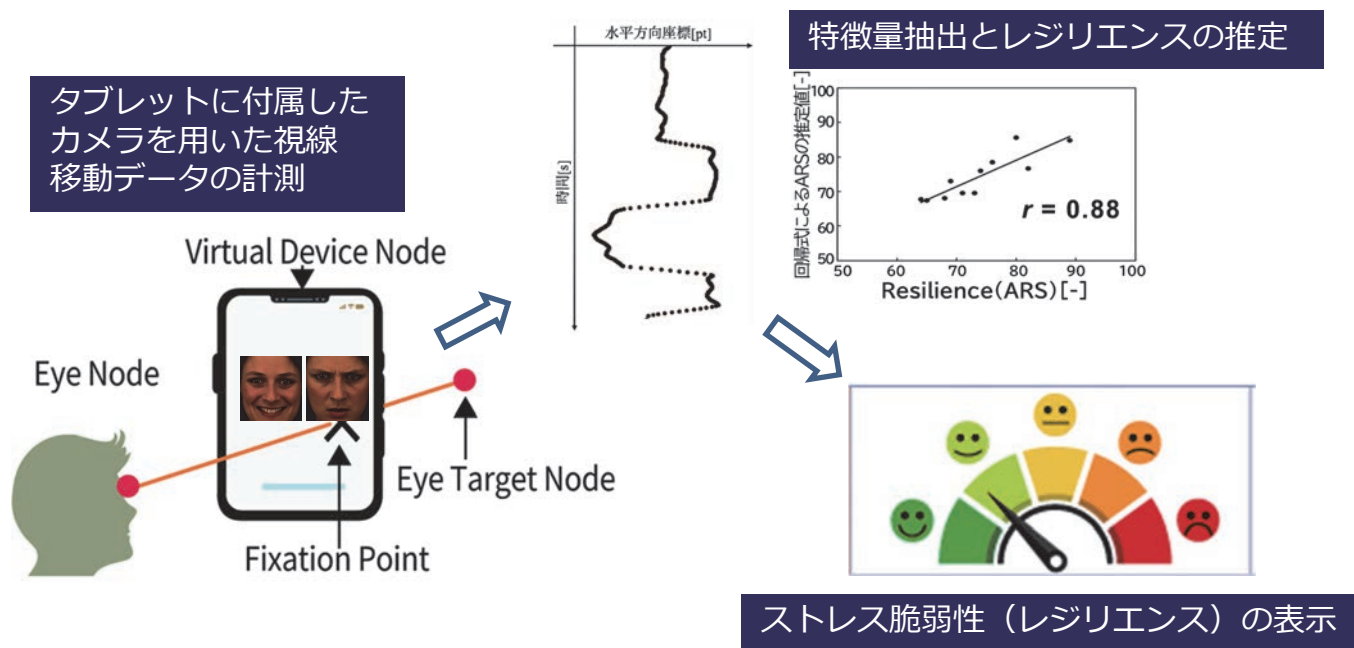 タブレットに付属した
カメラを用いた視線
移動データの計測
Virtual Device Node
Eye Node
Eye Target Node
Fixation Point
水平方向座標[pt]
時間[s]
特徴量抽出とレジリエンスの推定
回帰式によるARSの推定値[-]
100
90
80
70
60
50
r = 0.88
50 60 70 80 90 100
Resilience(ARS)[-]
ストレス脆弱性（レジリエンス）の表示